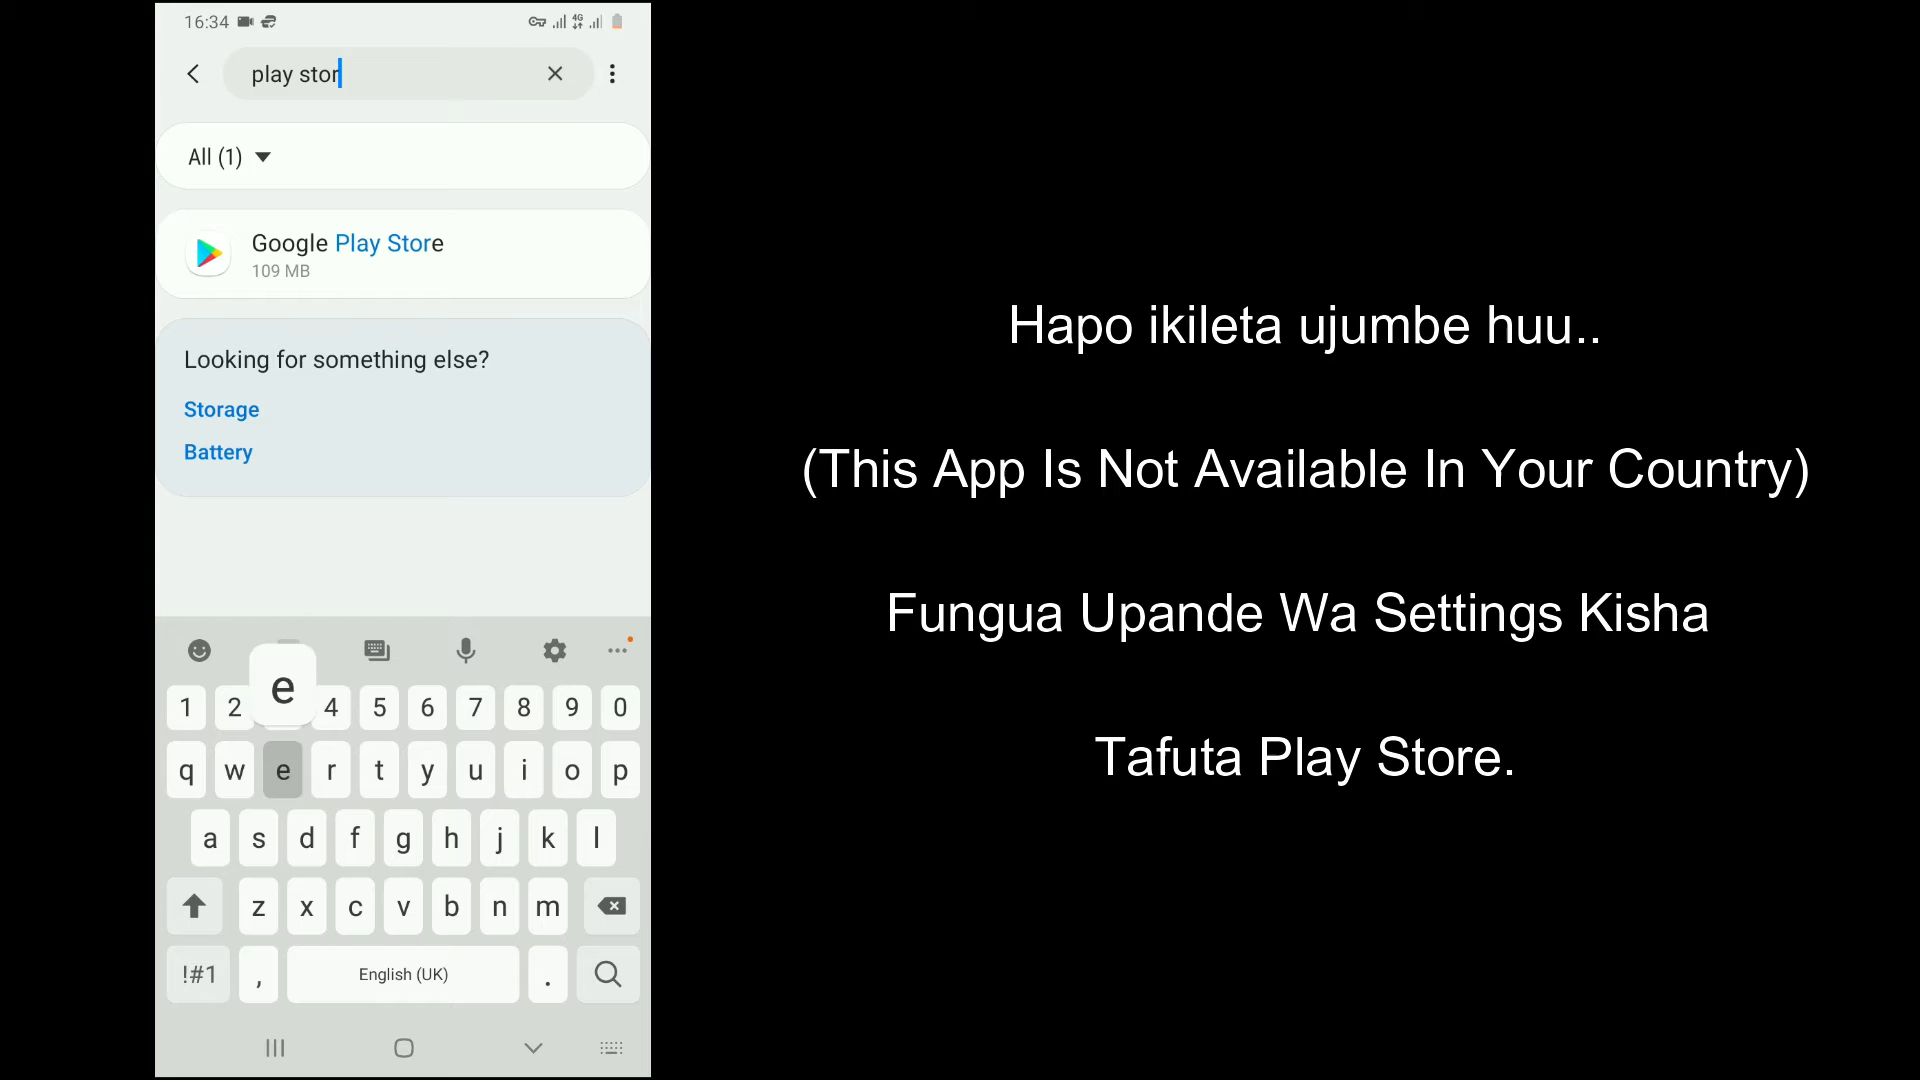 16:34
4G
play stor
All (1)
Google Play Store
109 MB
Looking for something else?
Storage
Battery
e
1 2 4 5 6 7 8 9 0
q w e r t y u i o p
a s d f g h j k l
z x c v b n m
!#1 , English (UK) .
Hapo ikileta ujumbe huu..
(This App Is Not Available In Your Country)
Fungua Upande Wa Settings Kisha
Tafuta Play Store.